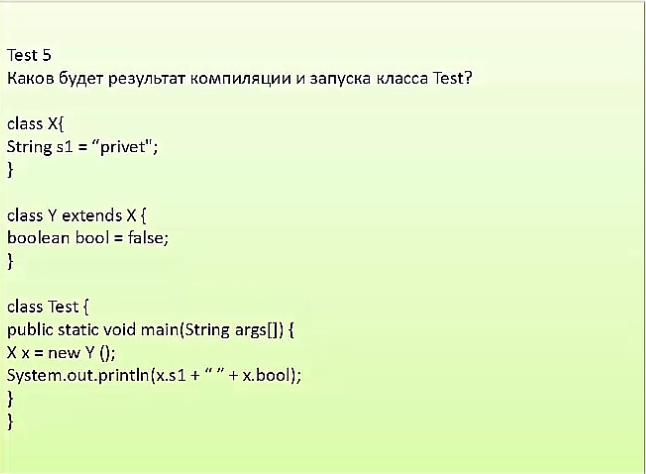 Test 5
Каков будет результат компиляции и запуска класса Test?
class X{
String s1 = “privet";
}
class Y extends X {
boolean bool = false;
}
class Test {
public static void main(String args[]) {
X x = new Y ();
System.out.println(x.s1 + “ ” + x.bool);
}
}